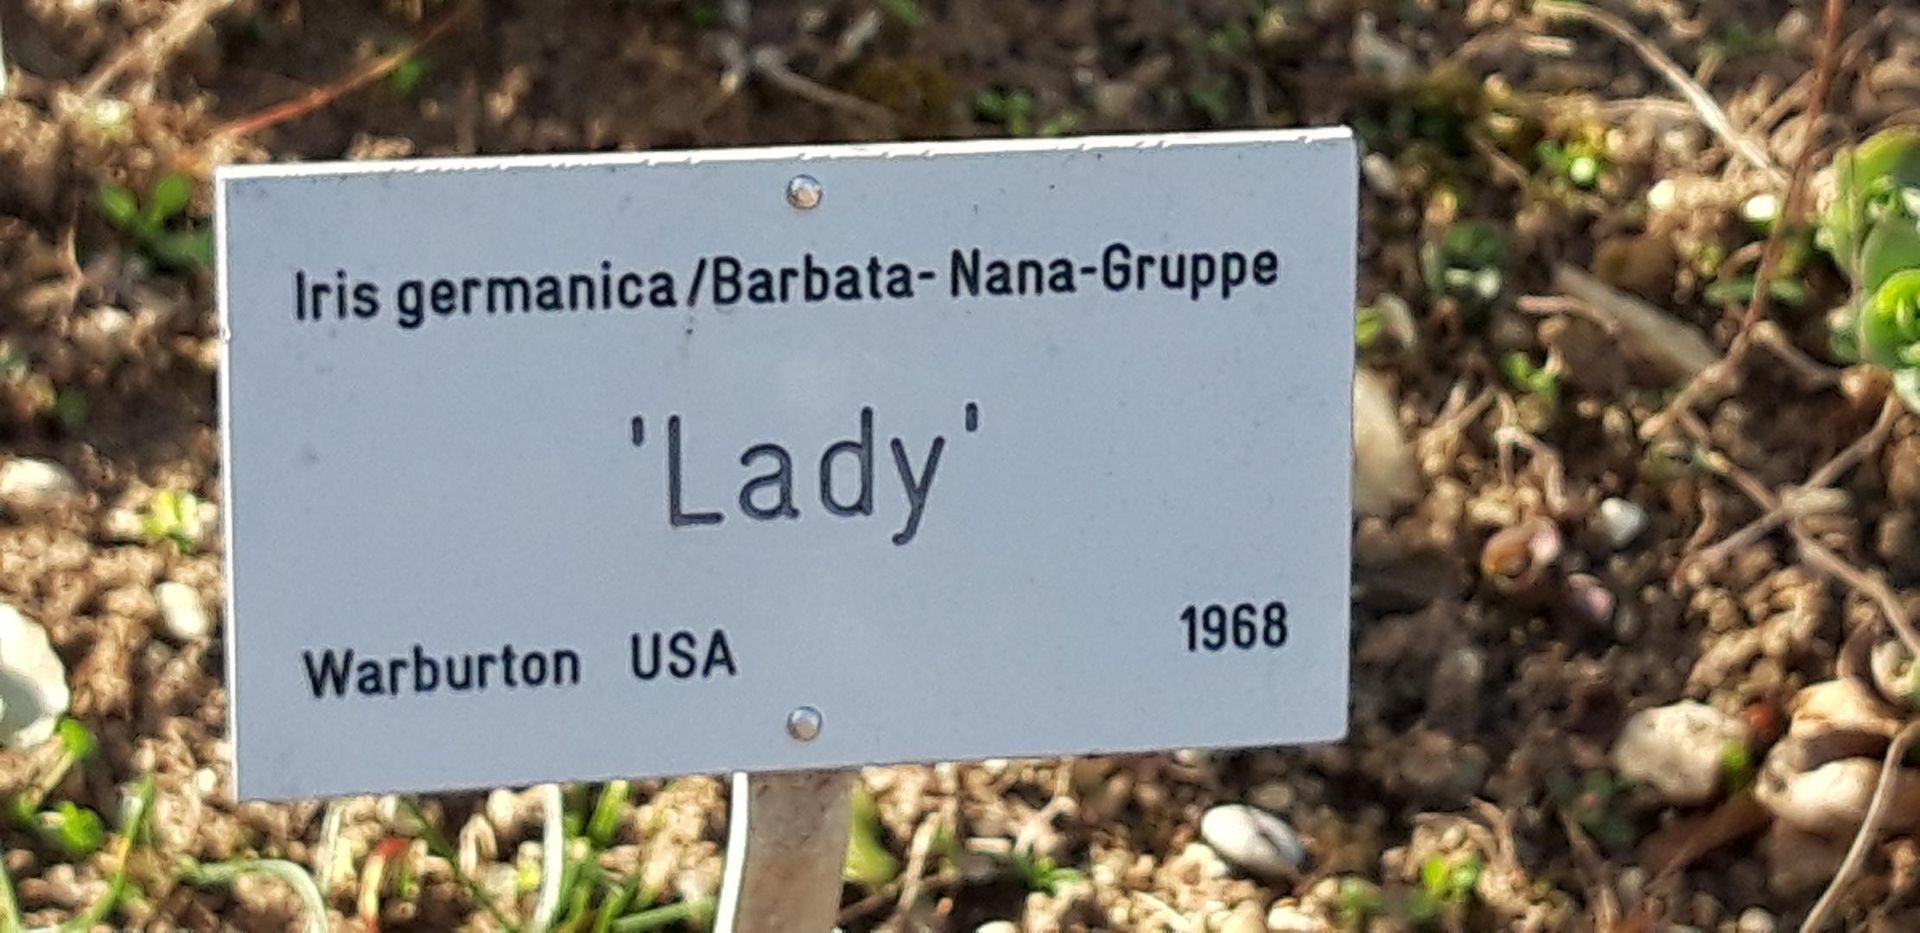 Iris germanica/Barbata-Nana-Gruppe
'Lady'
Warburton USA 1968